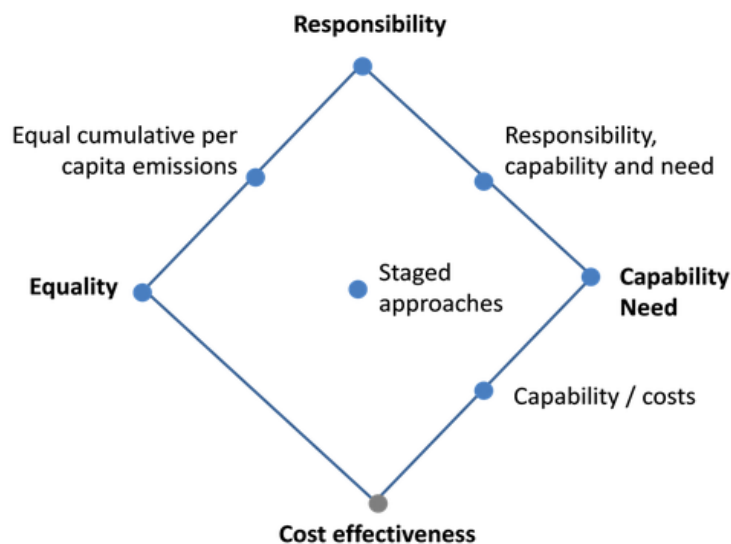 Responsibility
Equal cumulative per
capita emissions
Responsibility,
capability and need
Equality
Staged
approaches
Capability
Need
Capability / costs
Cost effectiveness